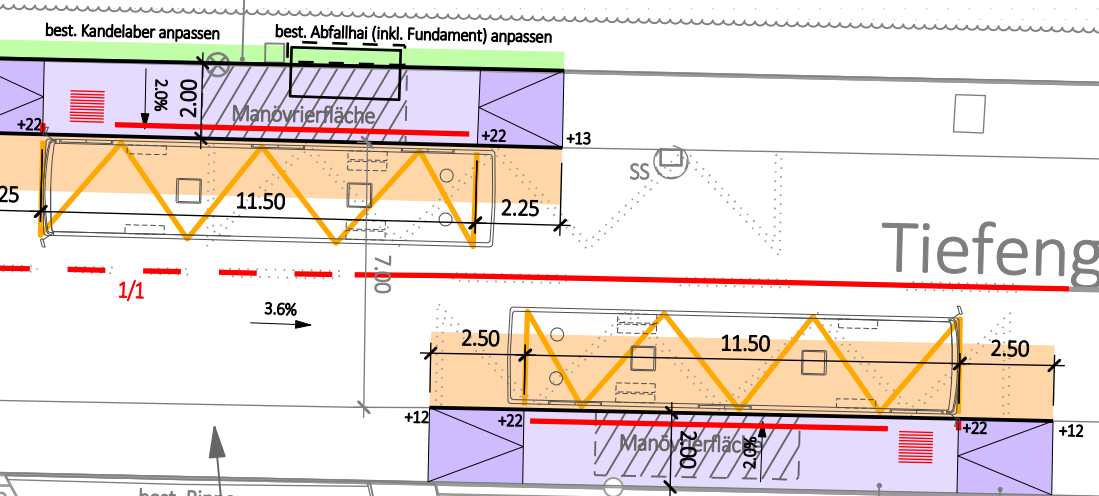 best. Kandelaber anpassen
best. Abfallhai (inkl. Fundament) anpassen
2.0%
2.00
Manövrierfläche
+22
+22
+13
SS
25
11.50
2.25
7.00
Tiefeng
1/1
3.6%
2.50
11.50
2.50
+12
+22
Manövrierfläche
2.00
2.0%
+22
+12
best. Rinne